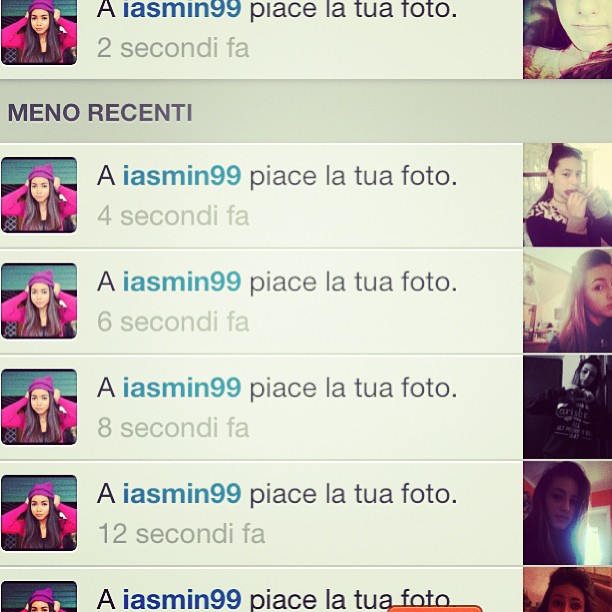 A iasmin99 piace la tua foto.
2 secondi fa
MENO RECENTI
A iasmin99 piace la tua foto.
4 secondi fa
A iasmin99 piace la tua foto.
6 secondi fa
A iasmin99 piace la tua foto.
8 secondi fa
A iasmin99 piace la tua foto.
12 secondi fa
A iasmin99 piace la tua foto.